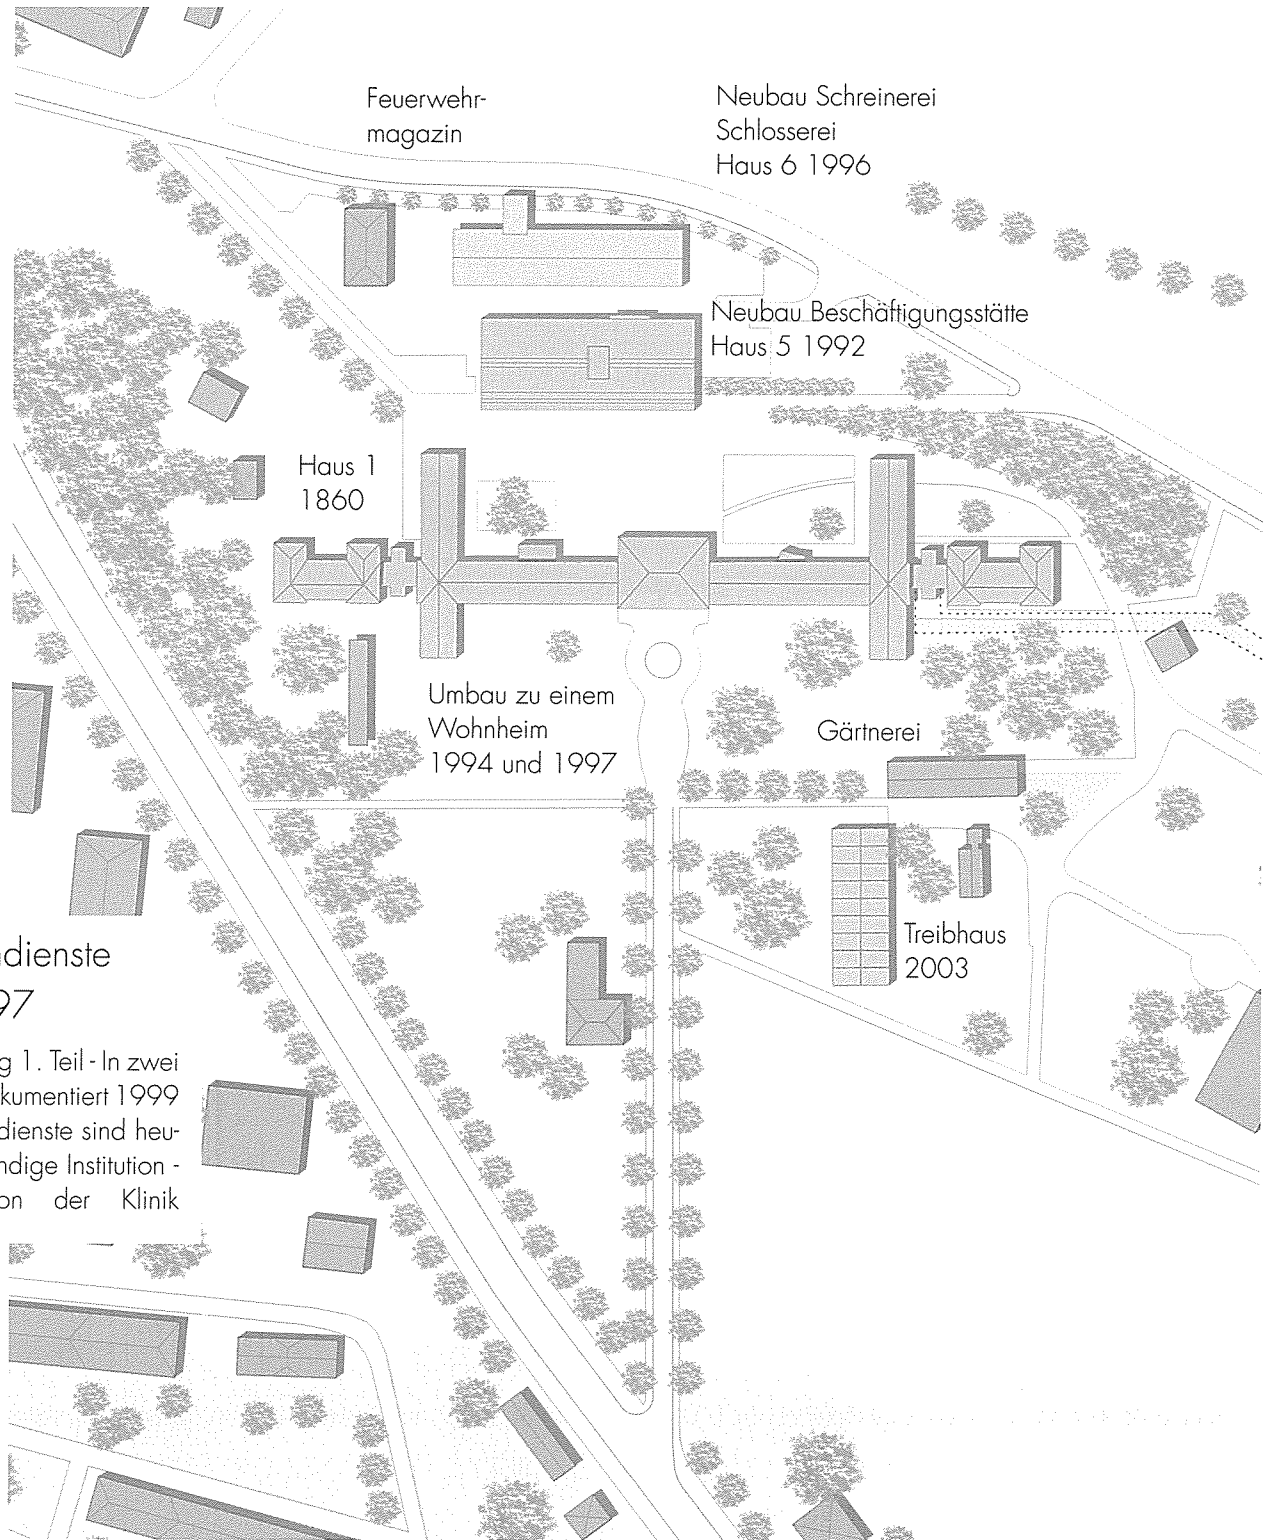 Feuerwehr-
magazin
Neubau Schreinerei
Schlosserei
Haus 6 1996
Neubau Beschäftigungsstätte
Haus 5 1992
Haus 1
1860
Umbau zu einem
Wohnheim
1994 und 1997
Gärtnerei
Treibhaus
2003
dienste
97
g 1. Teil - In zwei
kumentiert 1999
dienste sind heu-
ndige Institution -
on der Klinik